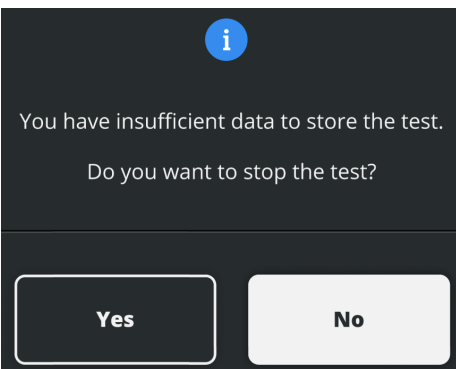 i
You have insufficient data to store the test.
Do you want to stop the test?
Yes
No